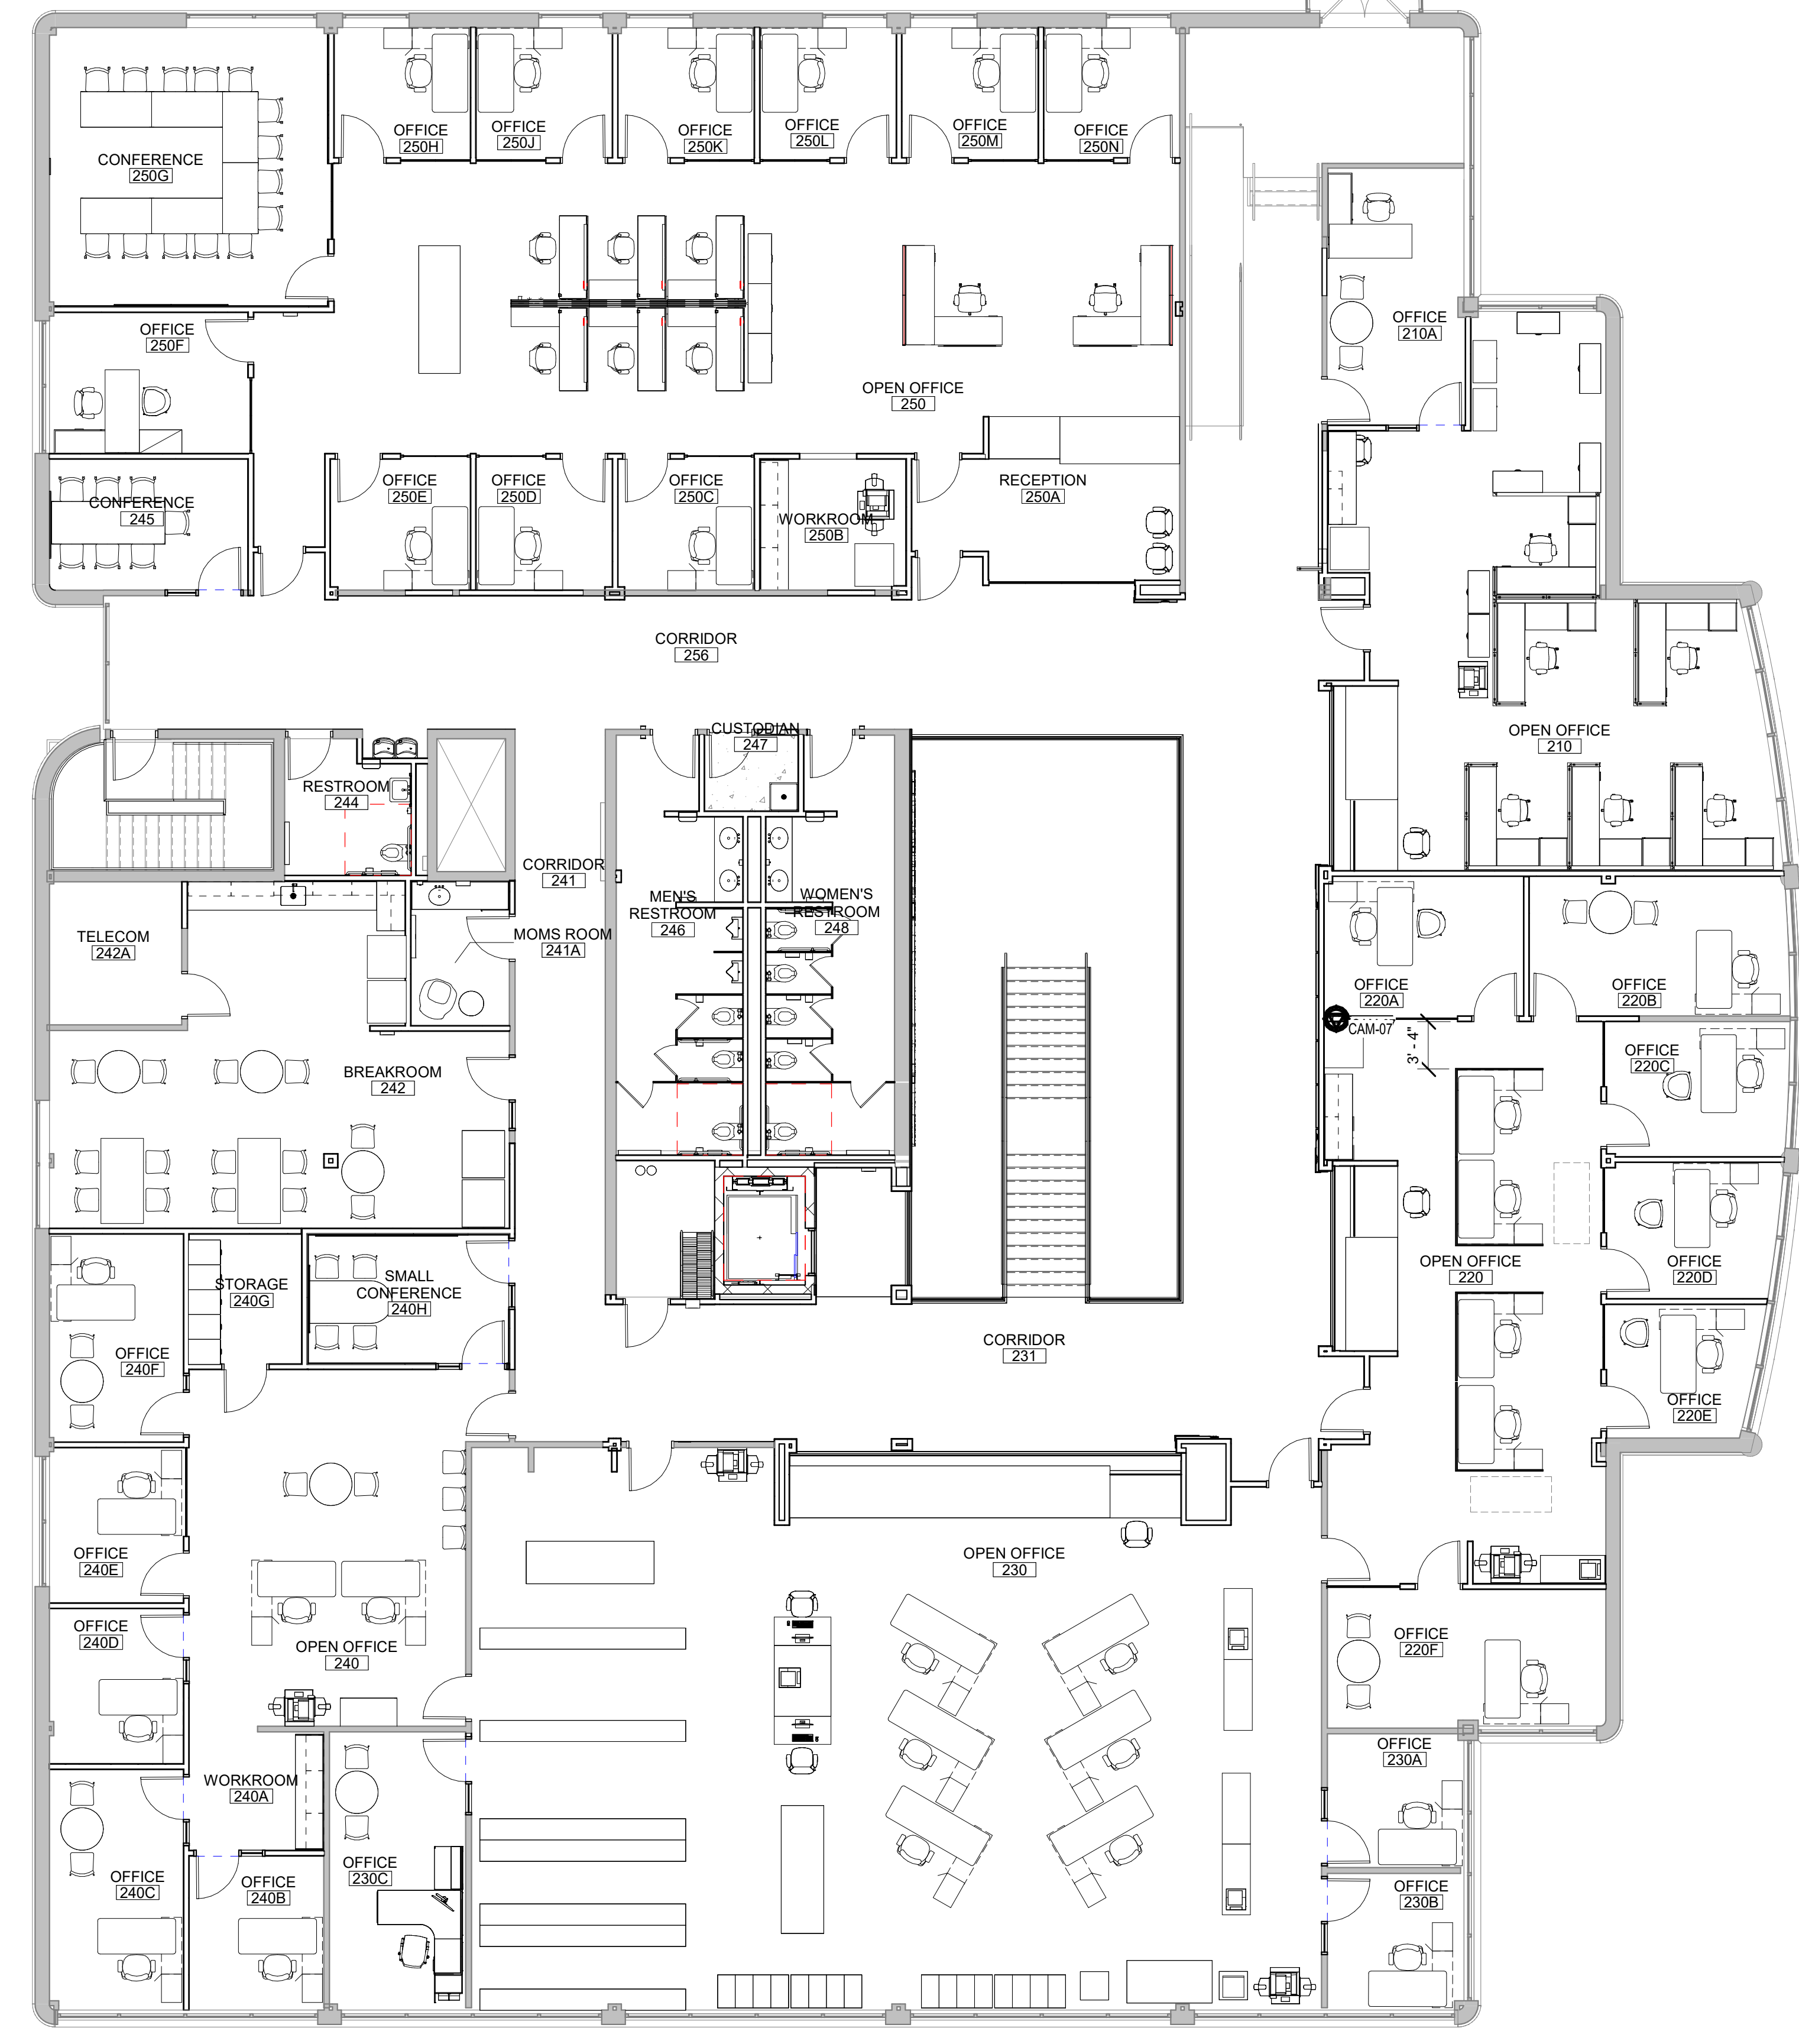 OFFICE
250H
OFFICE
250J
OFFICE
250K
OFFICE
250L
OFFICE
250M
OFFICE
250N
CONFERENCE
250G
OFFICE
250F
OFFICE
210A
OPEN OFFICE
250
CONFERENCE
245
OFFICE
250E
OFFICE
250D
OFFICE
250C
WORKROOM
250B
RECEPTION
250A
CORRIDOR
256
OPEN OFFICE
210
CUSTODIAN
247
RESTROOM
244
CORRIDOR
241
MEN'S
RESTROOM
246
WOMEN'S
RESTROOM
248
TELECOM
242A
MOMS ROOM
241A
OFFICE
220A
OFFICE
220B
CAM-07
3' - 4"
OFFICE
220C
BREAKROOM
242
OPEN OFFICE
220
OFFICE
220D
STORAGE
240G
SMALL
CONFERENCE
240H
OFFICE
240F
CORRIDOR
231
OFFICE
220E
OFFICE
240E
OPEN OFFICE
230
OFFICE
240D
OPEN OFFICE
240
OFFICE
220F
WORKROOM
240A
OFFICE
230A
OFFICE
240C
OFFICE
240B
OFFICE
230C
OFFICE
230B